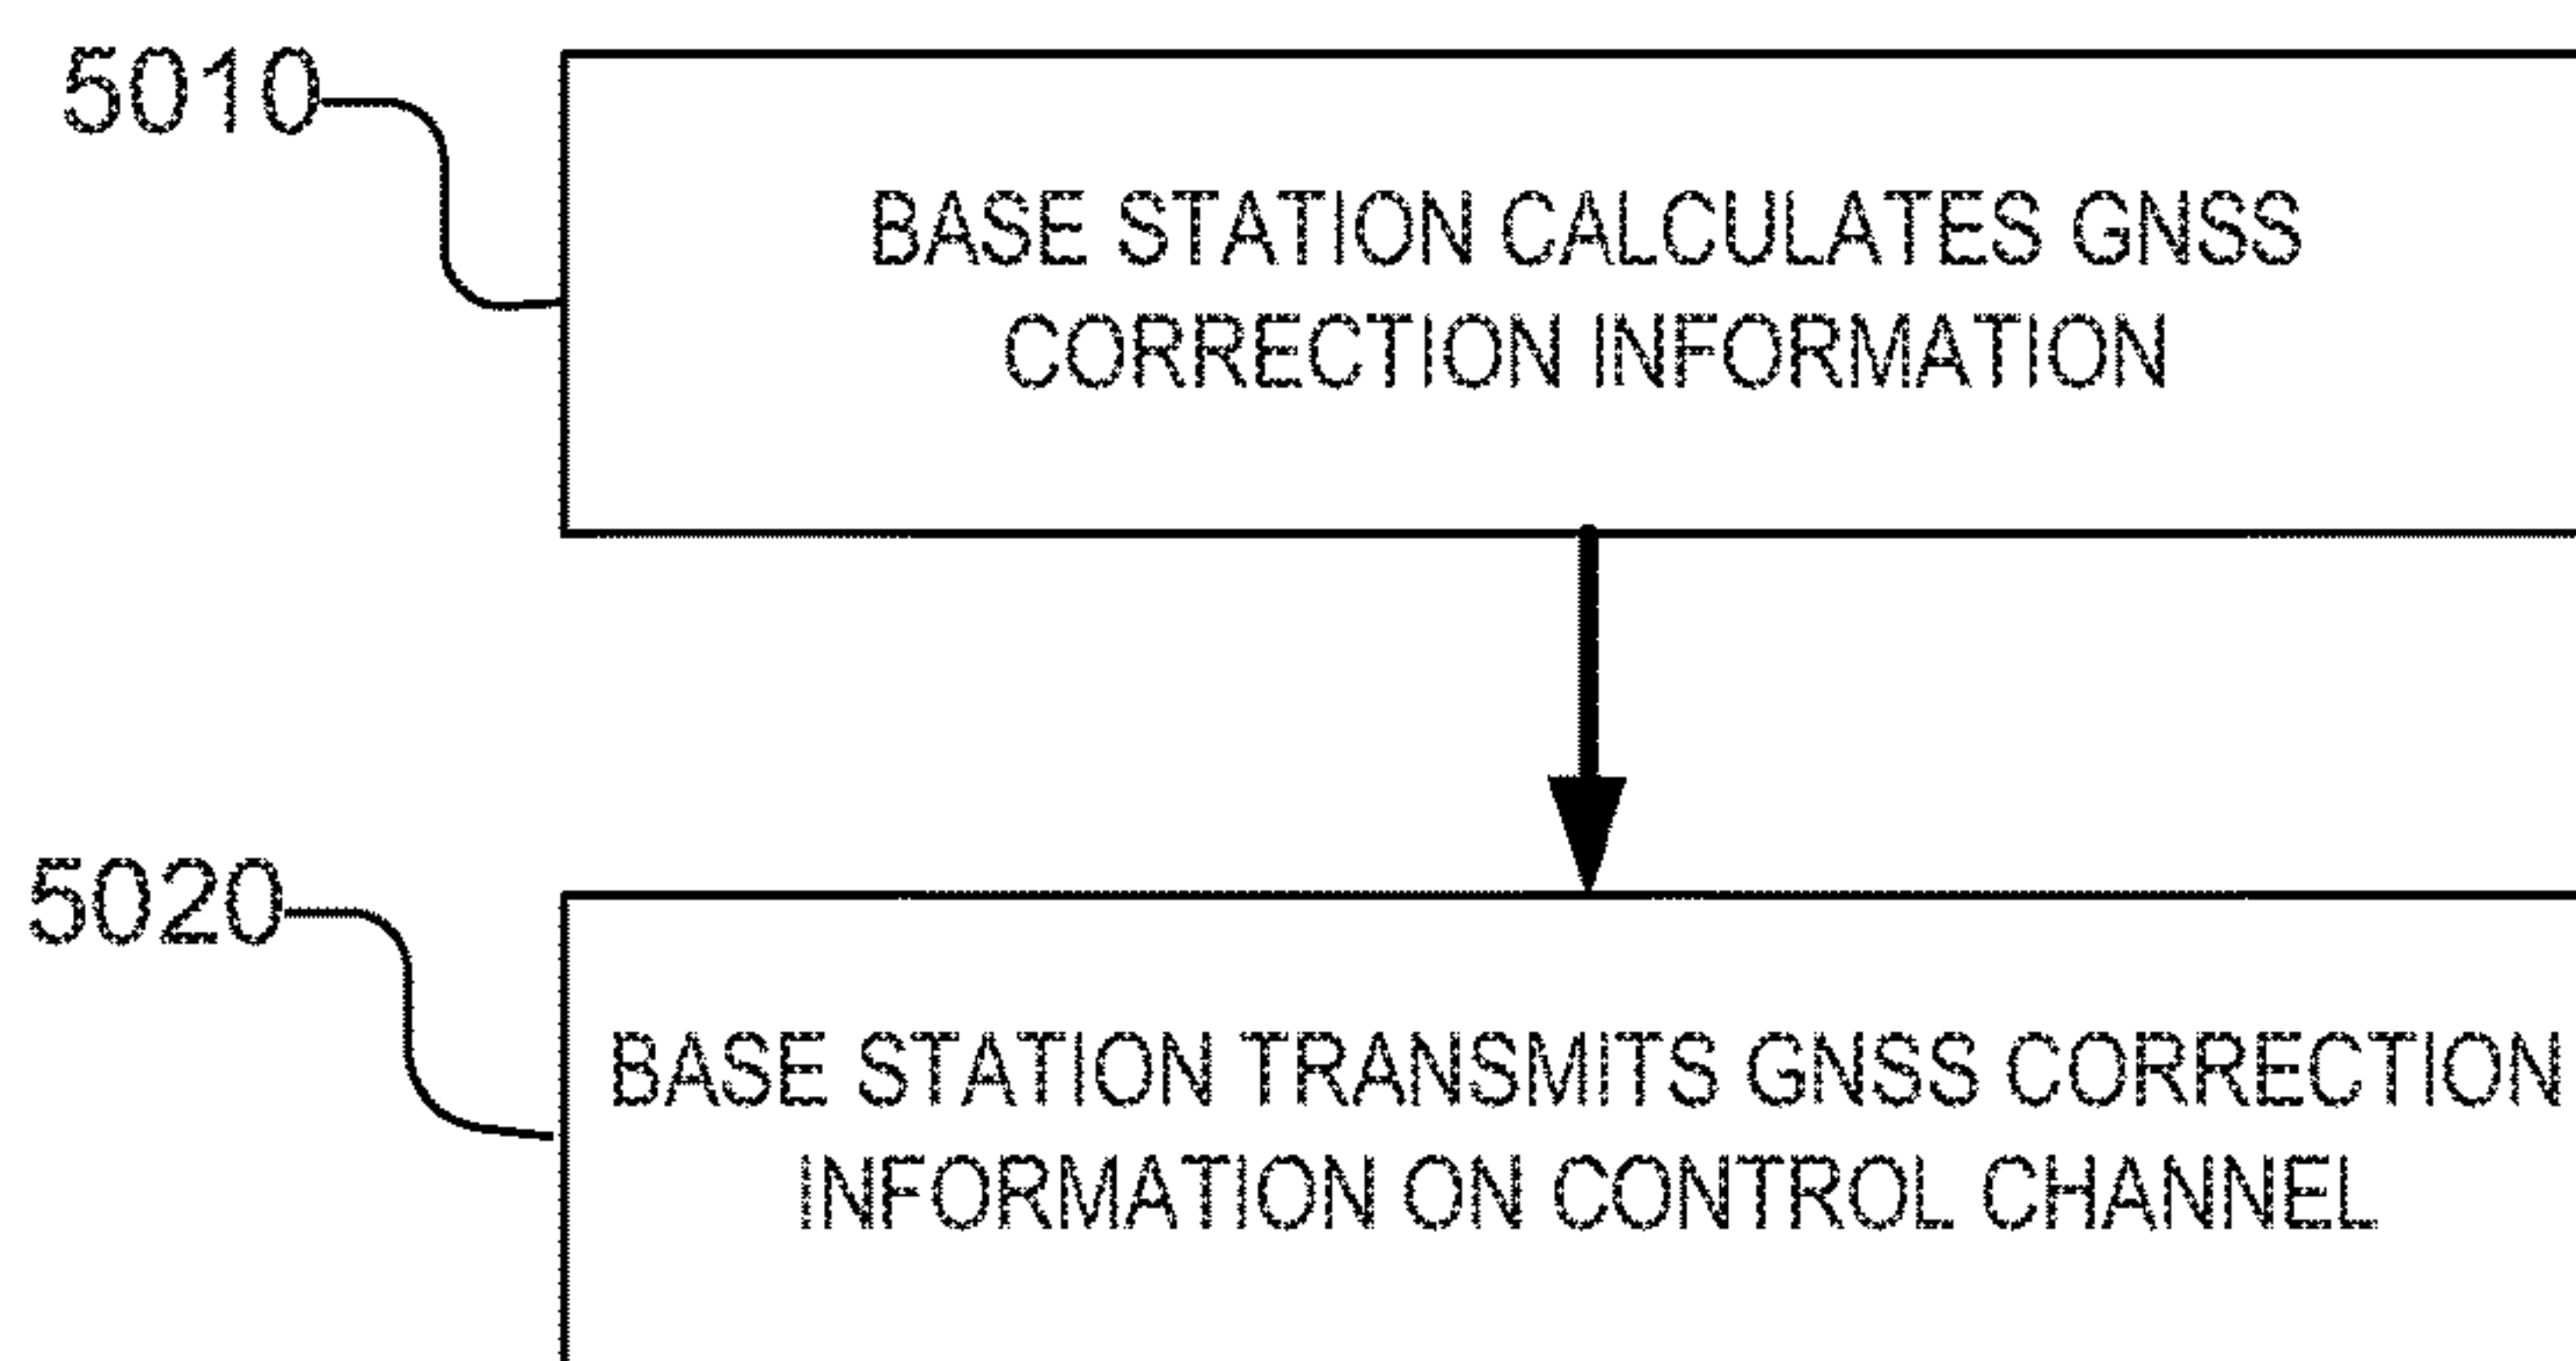 5010
BASE STATION CALCULATES GNSS
CORRECTION INFORMATION
5020
BASE STATION TRANSMITS GNSS CORRECTION
INFORMATION ON CONTROL CHANNEL